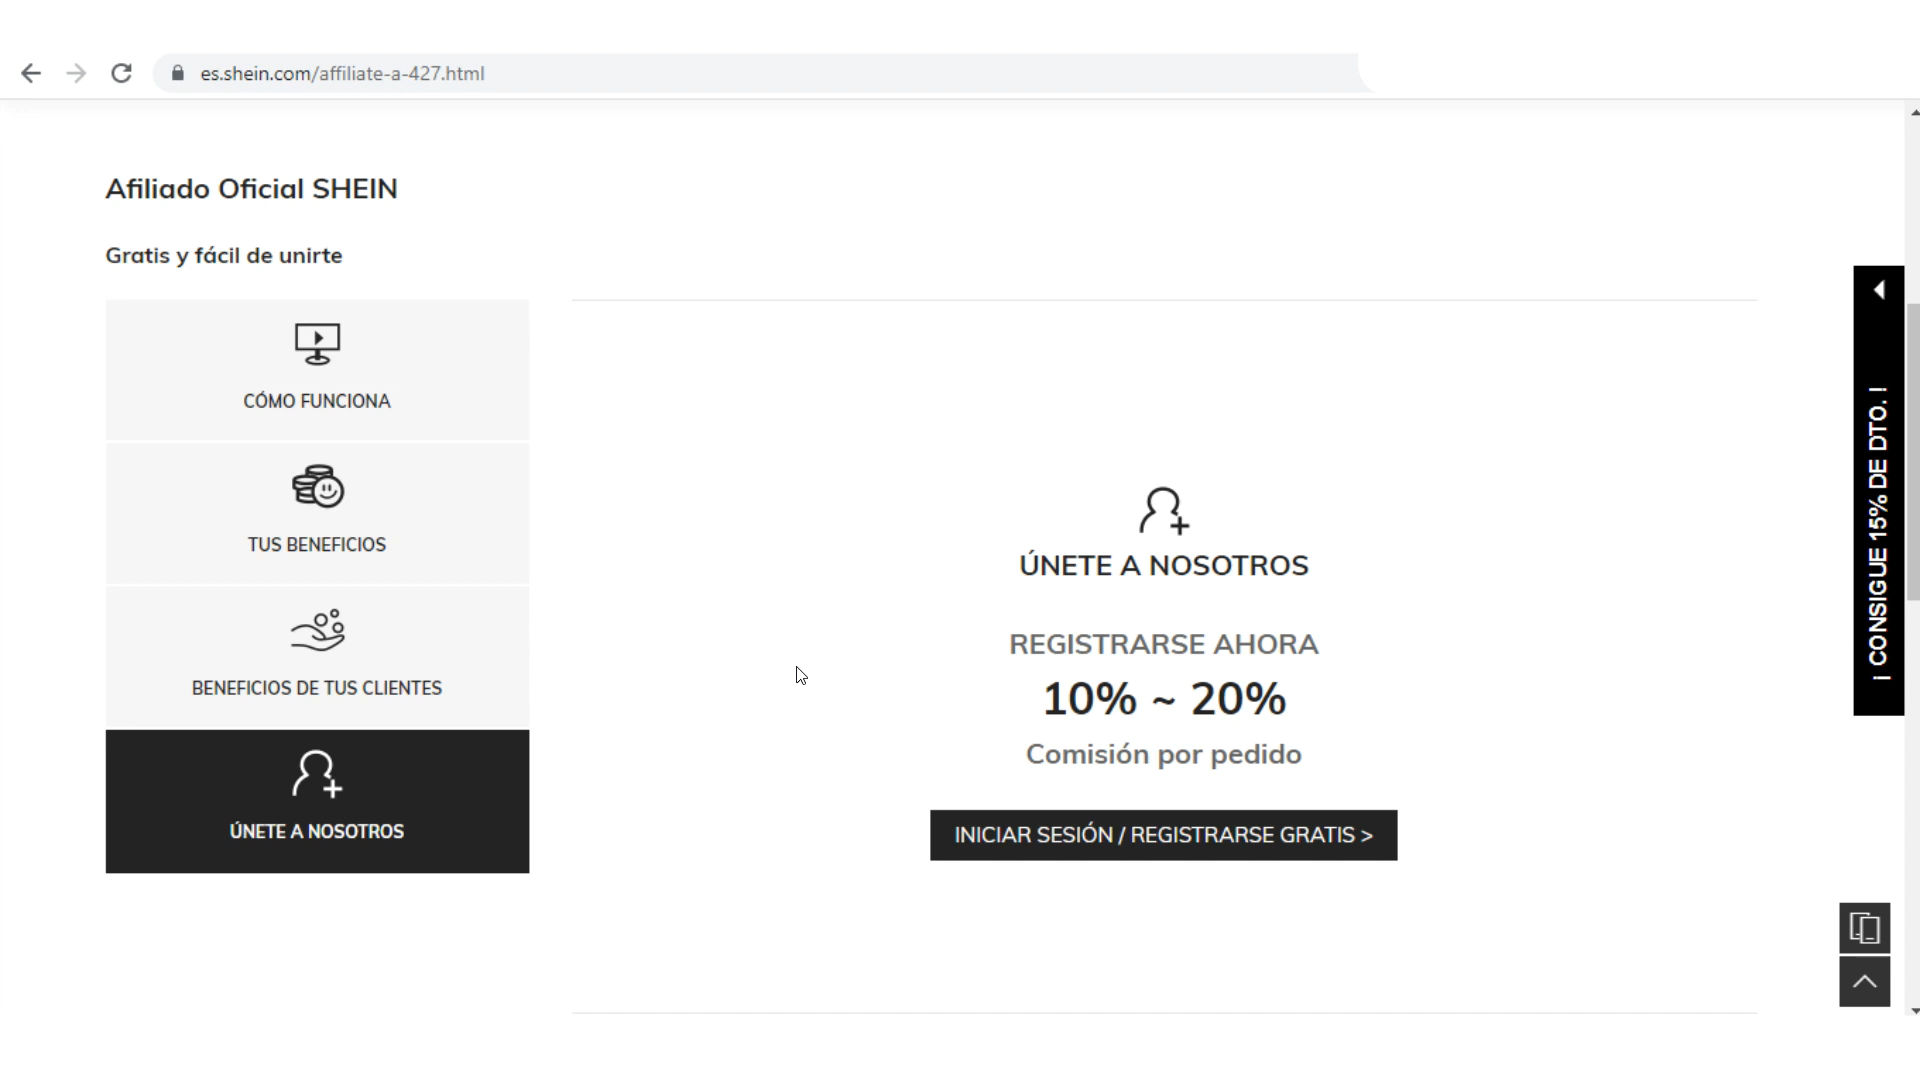 es.shein.com/affiliate-a-427.html
Afiliado Oficial SHEIN
Gratis y fácil de unirte
CÓMO FUNCIONA
TUS BENEFICIOS
BENEFICIOS DE TUS CLIENTES
ÚNETE A NOSOTROS
ÚNETE A NOSOTROS
REGISTRARSE AHORA
10% ~ 20%
Comisión por pedido
INICIAR SESIÓN / REGISTRARSE GRATIS >
¡ CONSIGUE 15% DE DTO. !